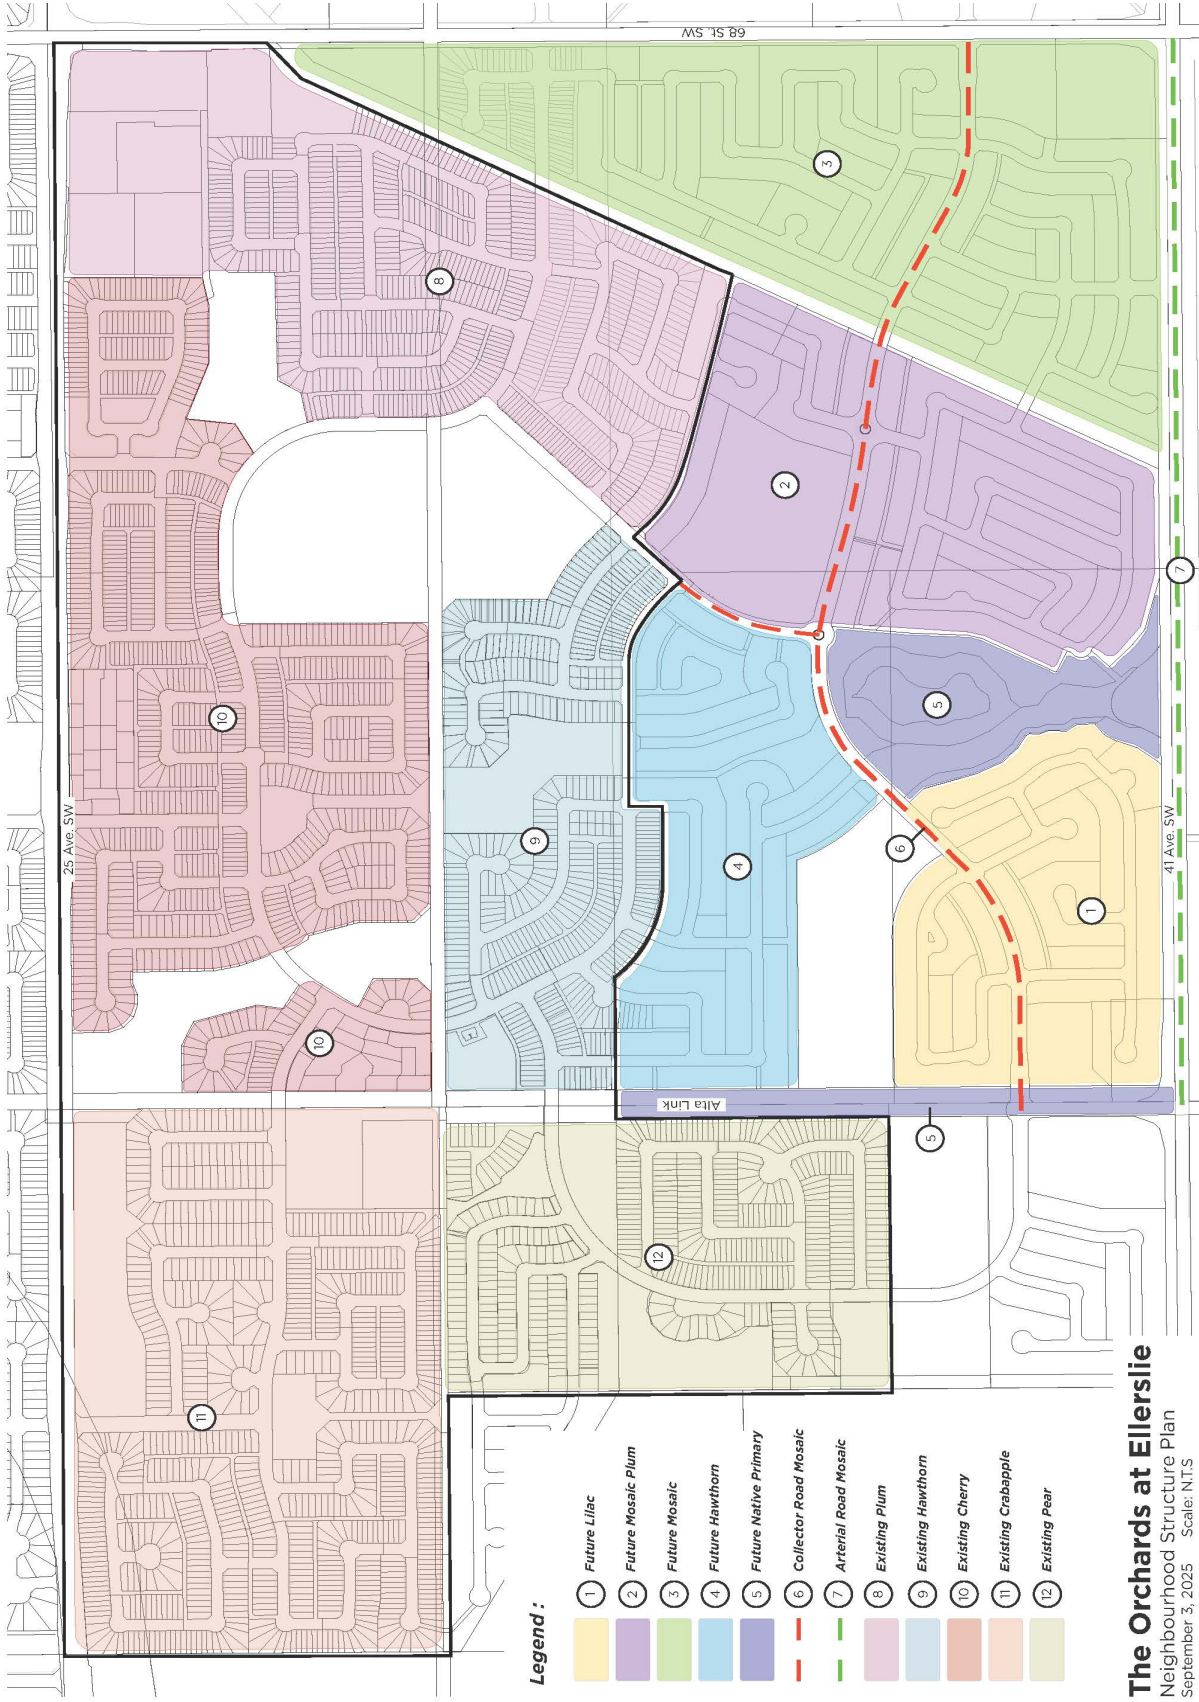 68 St. SW
25 Ave. SW
41 Ave. SW
Alta Link
3
8
2
7
10
5
9
6
4
1
10
5
12
11
Legend :
1 Future Lilac
2 Future Mosaic Plum
3 Future Mosaic
4 Future Hawthorn
5 Future Native Primary
6 Collector Road Mosaic
7 Arterial Road Mosaic
8 Existing Plum
9 Existing Hawthorn
10 Existing Cherry
11 Existing Crabapple
12 Existing Pear
The Orchards at Ellerslie
Neighbourhood Structure Plan
September 3, 2025 Scale: N.T.S